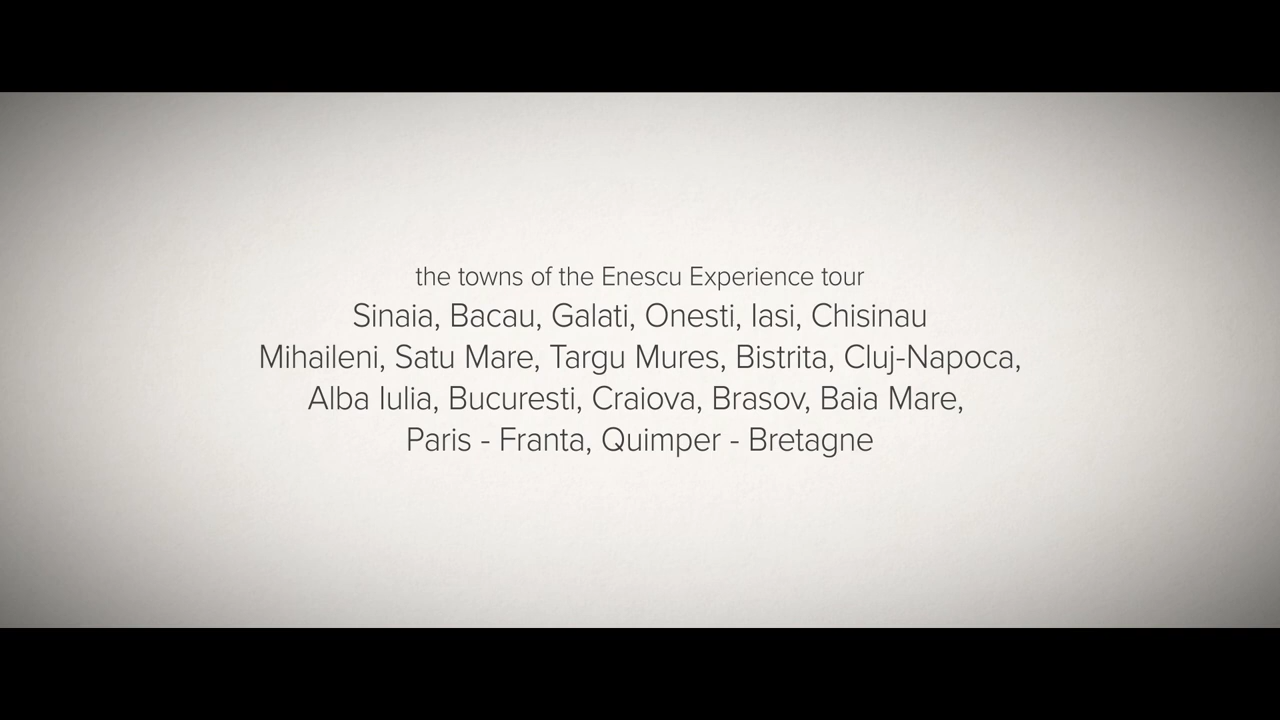 the towns of the Enescu Experience tour
Sinaia, Bacau, Galati, Onesti, Iasi, Chisinau
Mihaileni, Satu Mare, Targu Mures, Bistrita, Cluj-Napoca,
Alba Iulia, Bucuresti, Craiova, Brasov, Baia Mare,
Paris - Franta, Quimper - Bretagne